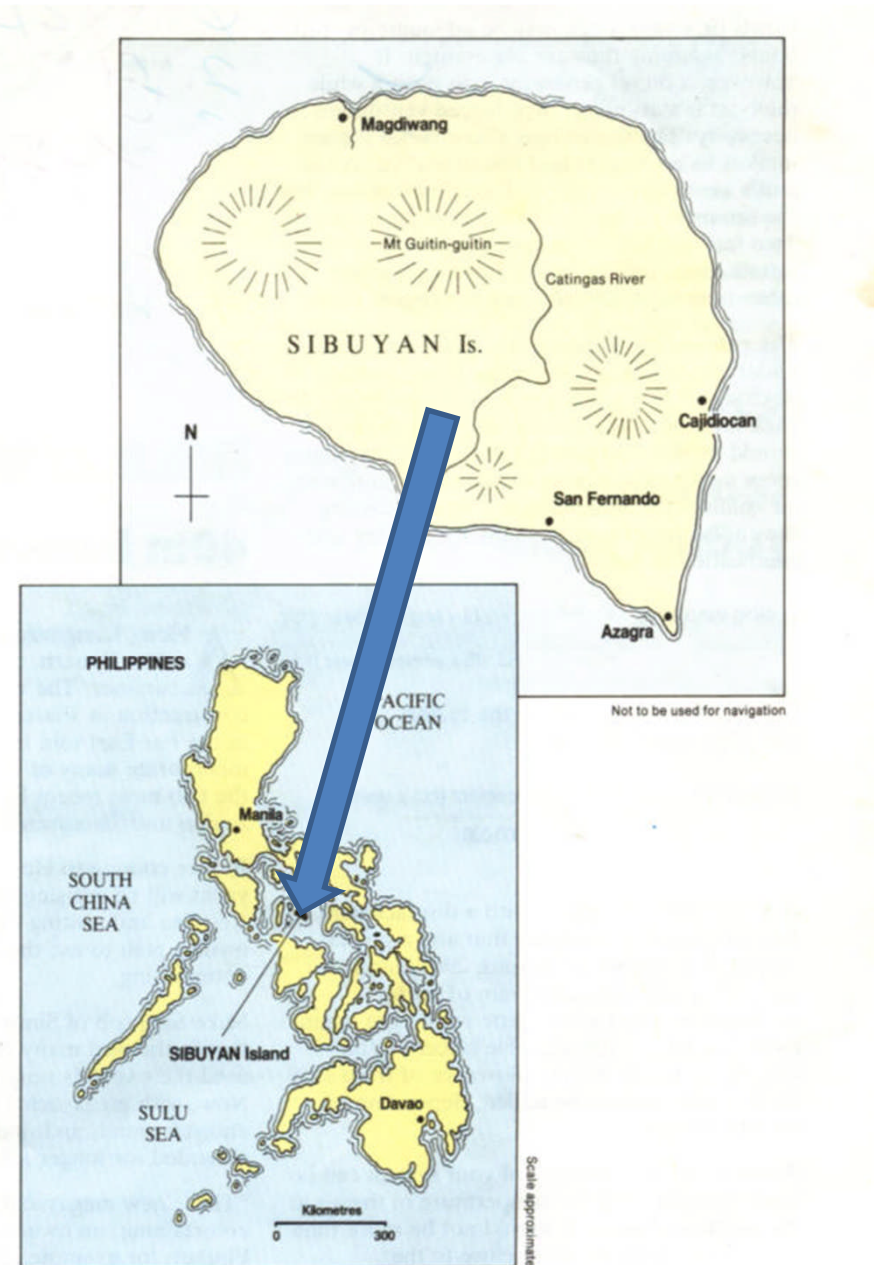 Magdiwang
Mt Guitin-guitin
Catingas River
SIBUYAN Is.
Cajidiocan
N
San Fernando
Azagra
Not to be used for navigation
PHILIPPINES
ACIFIC
OCEAN
Manila
SOUTH
CHINA
SEA
SIBUYAN Island
SULU
SEA
Davao
Kilometres
0 300
Scale approximate